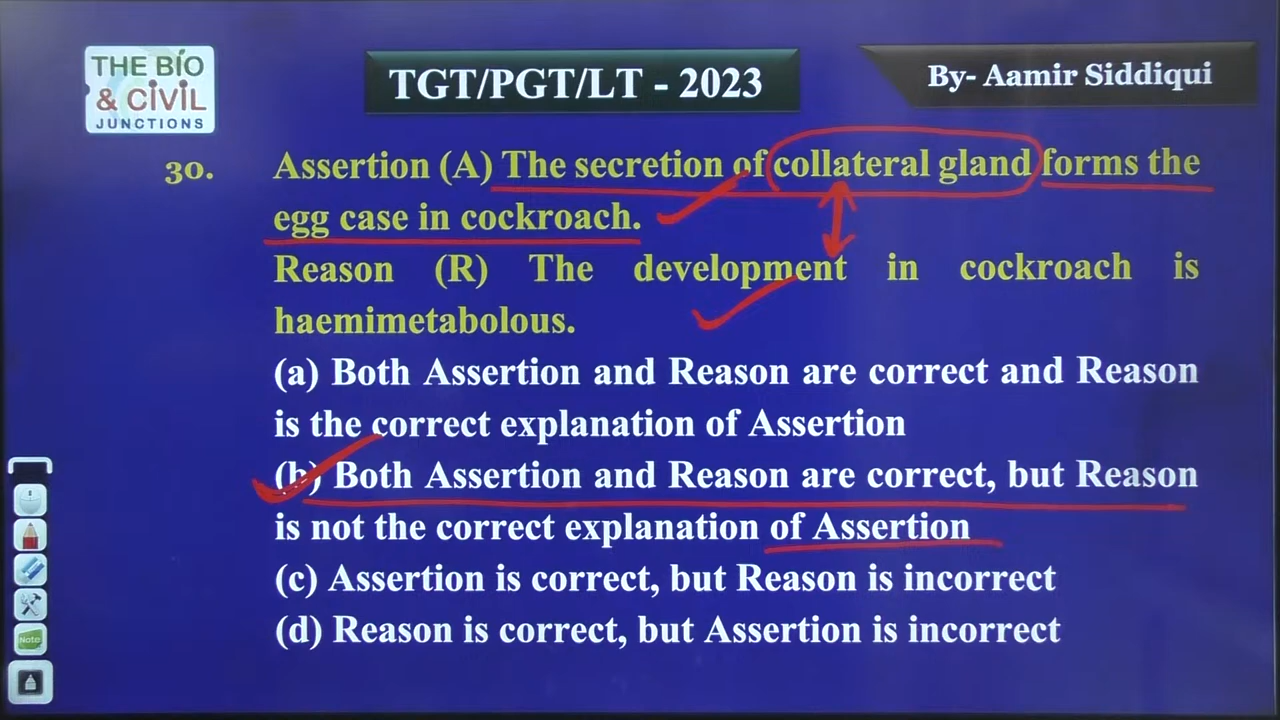 THE BIO
& CIVIL
JUNCTIONS
TGT/PGT/LT - 2023
By- Aamir Siddiqui
30. Assertion (A) The secretion of collateral gland forms the
egg case in cockroach.
Reason (R) The development in cockroach is
haemimetabolous.
(a) Both Assertion and Reason are correct and Reason
is the correct explanation of Assertion
(b) Both Assertion and Reason are correct, but Reason
is not the correct explanation of Assertion
(c) Assertion is correct, but Reason is incorrect
(d) Reason is correct, but Assertion is incorrect
Note